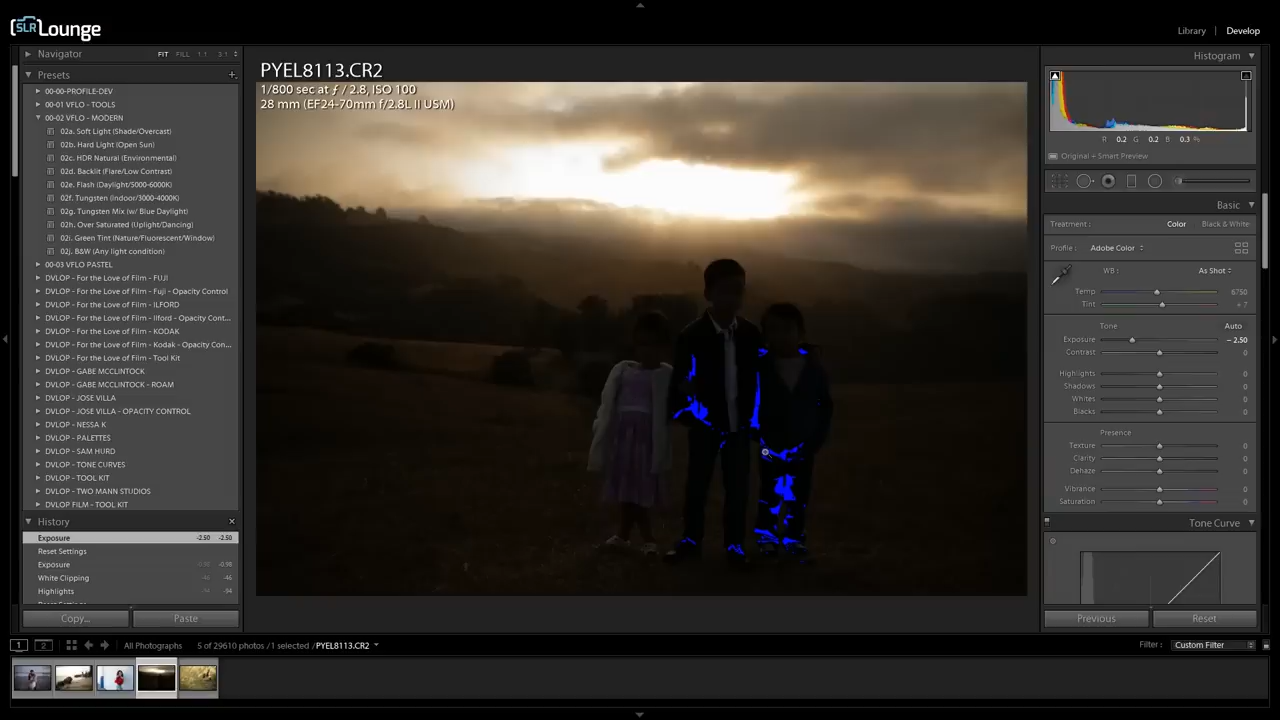 [SLR Lounge
Library | Develop
Navigator FIT FILL 1:1 3:1
Presets +
00-00-PROFILE-DEV
00-01 VFLO - TOOLS
00-02 VFLO - MODERN
02a. Soft Light (Shade/Overcast)
02b. Hard Light (Open Sun)
02c. HDR Natural (Environmental)
02d. Backlit (Flare/Low Contrast)
02e. Flash (Daylight/5000-6000K)
02f. Tungsten (Indoor/3000-4000K)
02g. Tungsten Mix (w/ Blue Daylight)
02h. Over Saturated (Uplight/Dancing)
02i. Green Tint (Nature/Fluorescent/Window)
02j. B&W (Any light condition)
00-03 VFLO PASTEL
DVLOP - For the Love of Film - FUJI
DVLOP - For the Love of Film - Fuji - Opacity Control
DVLOP - For the Love of Film - ILFORD
DVLOP - For the Love of Film - Ilford - Opacity Cont...
DVLOP - For the Love of Film - KODAK
DVLOP - For the Love of Film - Kodak - Opacity Con...
DVLOP - For the Love of Film - Tool Kit
DVLOP - GABE MCCLINTOCK
DVLOP - GABE MCCLINTOCK - ROAM
DVLOP - JOSE VILLA
DVLOP - JOSE VILLA - OPACITY CONTROL
DVLOP - NESSA K
DVLOP - PALETTES
DVLOP - SAM HURD
DVLOP - TONE CURVES
DVLOP - TOOL KIT
DVLOP - TWO MANN STUDIOS
DVLOP FILM - TOOL KIT
History ×
Exposure -2.50 -2.50
Reset Settings
Exposure -0.98
White Clipping -46 -46
Highlights -94 -94
Copy... Paste
PYEL8113.CR2
1/800 sec at ƒ / 2.8, ISO 100
28 mm (EF24-70mm f/2.8L II USM)
Histogram
R 0.2 G 0.2 B 0.3 %
Original + Smart Preview
Basic
Treatment : Color Black & White
Profile : Adobe Color
WB : As Shot
Temp 6750
Tint + 7
Tone Auto
Exposure - 2.50
Contrast 0
Highlights 0
Shadows 0
Whites 0
Blacks 0
Presence
Texture 0
Clarity 0
Dehaze 0
Vibrance 0
Saturation 0
Tone Curve
Previous Reset
1 2 All Photographs 5 of 29610 photos /1 selected /PYEL8113.CR2 Filter : Custom Filter